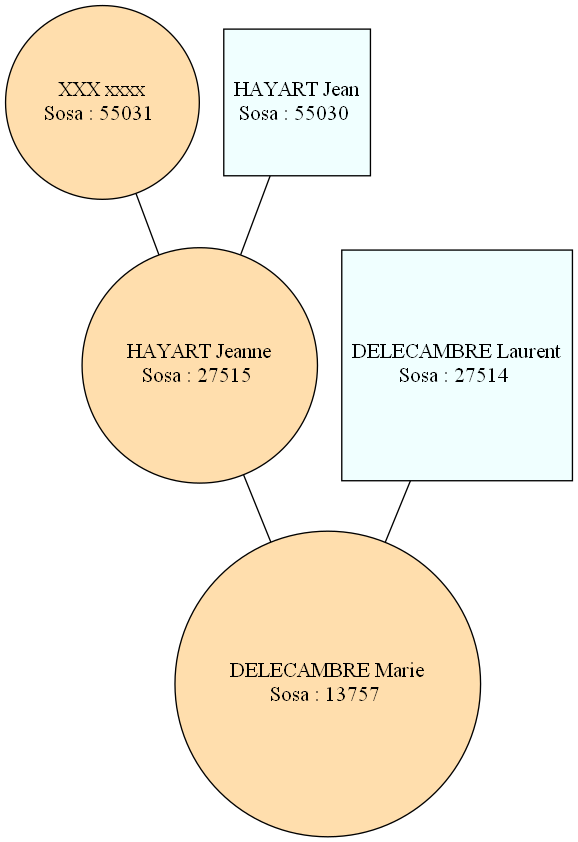 XXX xxxx
Sosa : 55031
HAYART Jean
Sosa : 55030
HAYART Jeanne
Sosa : 27515
DELECAMBRE Laurent
Sosa : 27514
DELECAMBRE Marie
Sosa : 13757